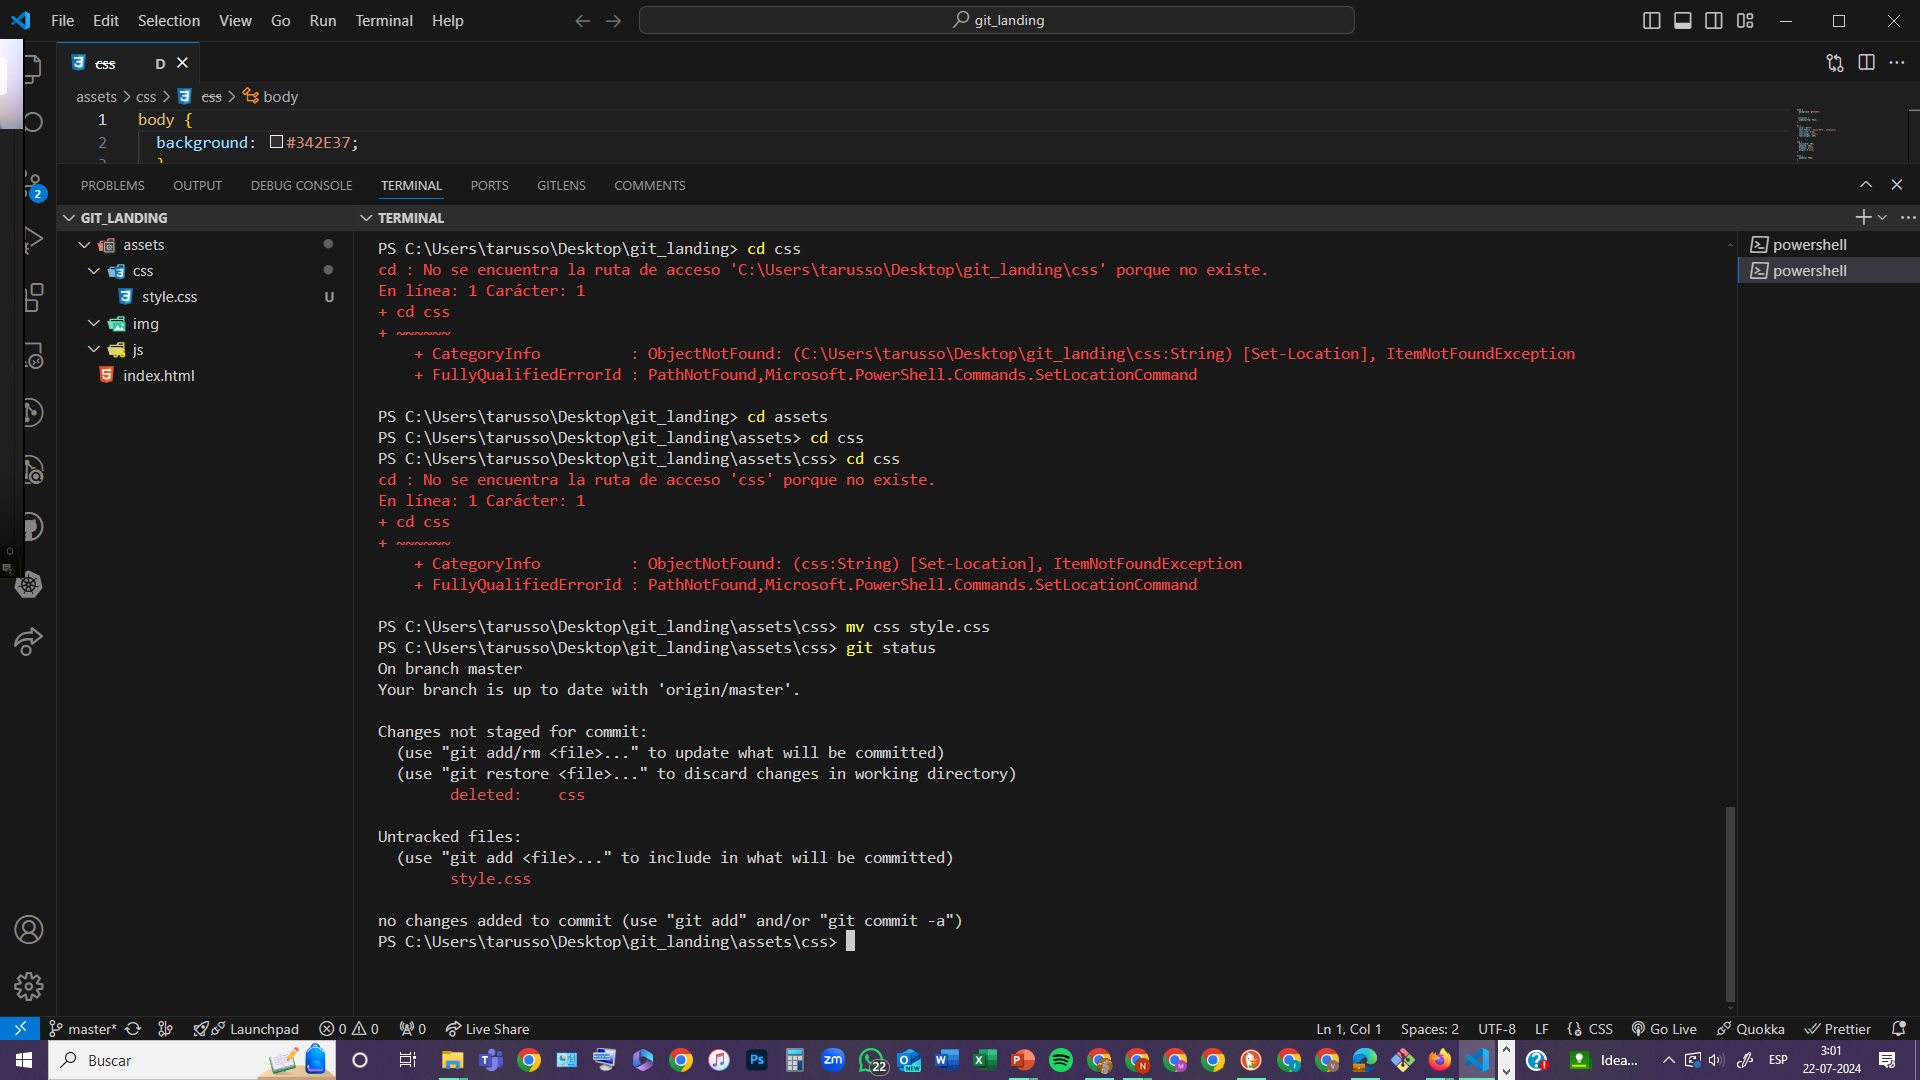 File Edit Selection View Go Run Terminal Help
git_landing
css D
assets > css > css > body
1 body {
2 background: #342E37;
3 }
PROBLEMS OUTPUT DEBUG CONSOLE TERMINAL PORTS GITLENS COMMENTS
GIT_LANDING
assets
css
style.css U
img
js
index.html
2
TERMINAL
PS C:\Users\tarusso\Desktop\git_landing> cd css
cd : No se encuentra la ruta de acceso 'C:\Users\tarusso\Desktop\git_landing\css' porque no existe.
En línea: 1 Carácter: 1
+ cd css
+ ~~~~~~
+ CategoryInfo : ObjectNotFound: (C:\Users\tarusso\Desktop\git_landing\css:String) [Set-Location], ItemNotFoundException
+ FullyQualifiedErrorId : PathNotFound,Microsoft.PowerShell.Commands.SetLocationCommand
PS C:\Users\tarusso\Desktop\git_landing> cd assets
PS C:\Users\tarusso\Desktop\git_landing\assets> cd css
PS C:\Users\tarusso\Desktop\git_landing\assets\css> cd css
cd : No se encuentra la ruta de acceso 'css' porque no existe.
En línea: 1 Carácter: 1
+ cd css
+ ~~~~~~
+ CategoryInfo : ObjectNotFound: (css:String) [Set-Location], ItemNotFoundException
+ FullyQualifiedErrorId : PathNotFound,Microsoft.PowerShell.Commands.SetLocationCommand
PS C:\Users\tarusso\Desktop\git_landing\assets\css> mv css style.css
PS C:\Users\tarusso\Desktop\git_landing\assets\css> git status
On branch master
Your branch is up to date with 'origin/master'.
Changes not staged for commit:
(use "git add/rm <file>..." to update what will be committed)
(use "git restore <file>..." to discard changes in working directory)
deleted: css
Untracked files:
(use "git add <file>..." to include in what will be committed)
style.css
no changes added to commit (use "git add" and/or "git commit -a")
PS C:\Users\tarusso\Desktop\git_landing\assets\css>
powershell
powershell
master* Launchpad 0 0 0 Live Share Ln 1, Col 1 Spaces: 2 UTF-8 LF {} CSS Go Live Quokka Prettier
Buscar
zm
22
NEW
Idea...
ESP
3:01
22-07-2024